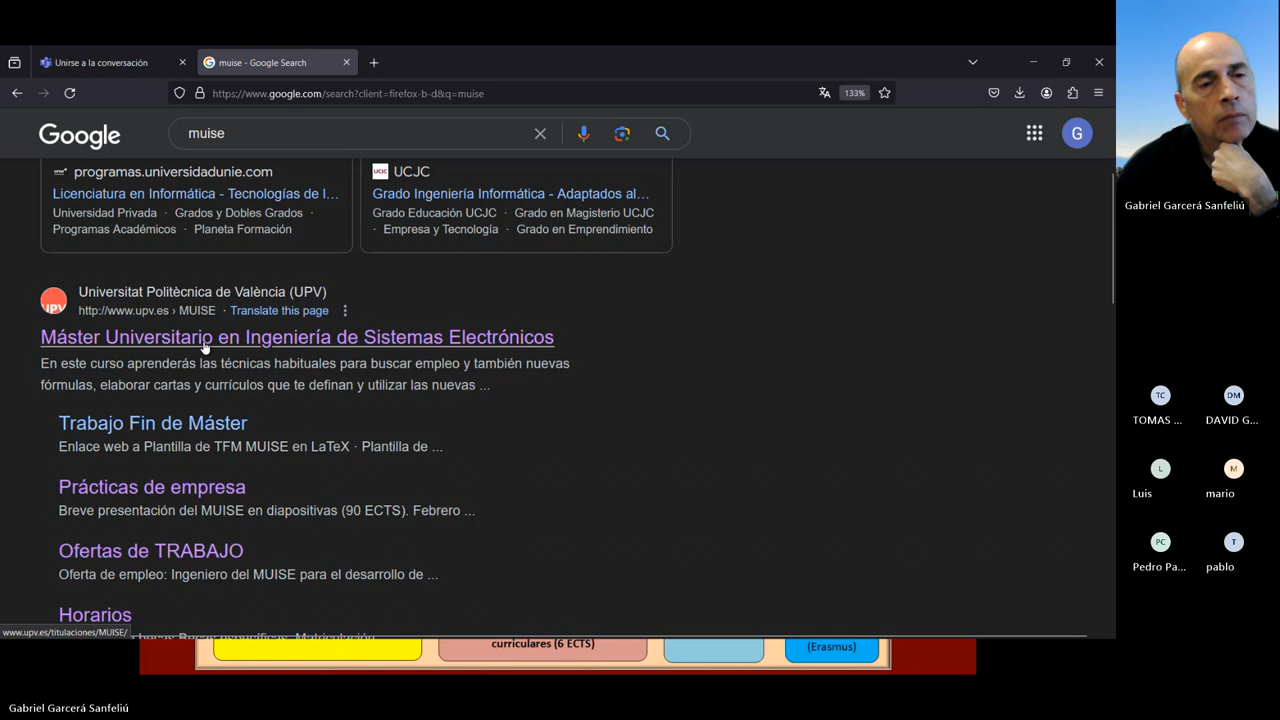 Unirse a la conversación
muise - Google Search
https://www.google.com/search?client=firefox-b-d&q=muise
133%
Google
muise
G
programas.universidadunie.com
Licenciatura en Informática - Tecnologías de I...
Universidad Privada · Grados y Dobles Grados ·
Programas Académicos · Planeta Formación
UCJC
Grado Ingeniería Informática - Adaptados al...
Grado Educación UCJC · Grado en Magisterio UCJC
· Empresa y Tecnología · Grado en Emprendimiento
UPV
Universitat Politècnica de València (UPV)
http://www.upv.es › MUISE · Translate this page
Máster Universitario en Ingeniería de Sistemas Electrónicos
En este curso aprenderás las técnicas habituales para buscar empleo y también nuevas
fórmulas, elaborar cartas y currículos que te definan y utilizar las nuevas ...
Trabajo Fin de Máster
Enlace web a Plantilla de TFM MUISE en LaTeX · Plantilla de ...
Prácticas de empresa
Breve presentación del MUISE en diapositivas (90 ECTS). Febrero ...
Ofertas de TRABAJO
Oferta de empleo: Ingeniero del MUISE para el desarrollo de ...
Horarios
www.upv.es/titulaciones/MUISE/
becas Becas específicas. Matriculación
curriculares (6 ECTS)
(Erasmus)
Gabriel Garcerá Sanfeliú
Gabriel Garcerá Sanfeliú
TC
TOMAS ...
DM
DAVID G...
L
Luis
M
mario
PC
Pedro Pa...
T
pablo